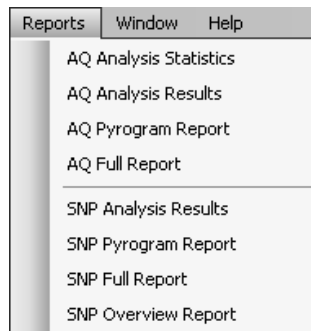 Reports Window Help
AQ Analysis Statistics
AQ Analysis Results
AQ Pyrogram Report
AQ Full Report
SNP Analysis Results
SNP Pyrogram Report
SNP Full Report
SNP Overview Report